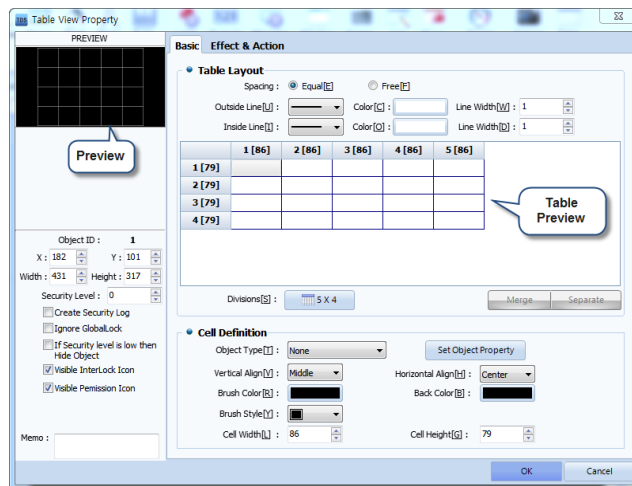 Table View Property
PREVIEW
Preview
Object ID : 1
X : 182 Y : 101
Width : 431 Height : 317
Security Level : 0
Create Security Log
Ignore GlobalLock
If Security level is low then
Hide Object
Visible InterLock Icon
Visible Pemission Icon
Memo :
Basic Effect & Action
Table Layout
Spacing : Equal[E] Free[F]
Outside Line[U] : Color[C] : Line Width[W] : 1
Inside Line[I] : Color[O] : Line Width[D] : 1
1 [86] 2 [86] 3 [86] 4 [86] 5 [86]
1 [79]
2 [79]
3 [79]
4 [79]
Table
Preview
Divisions[S] : 5 X 4 Merge Separate
Cell Definition
Object Type[T] : None Set Object Property
Vertical Align[V] : Middle Horizontal Align[H] : Center
Brush Color[R] : Back Color[B] :
Brush Style[Y] :
Cell Width[L] : 86 Cell Height[G] : 79
OK Cancel